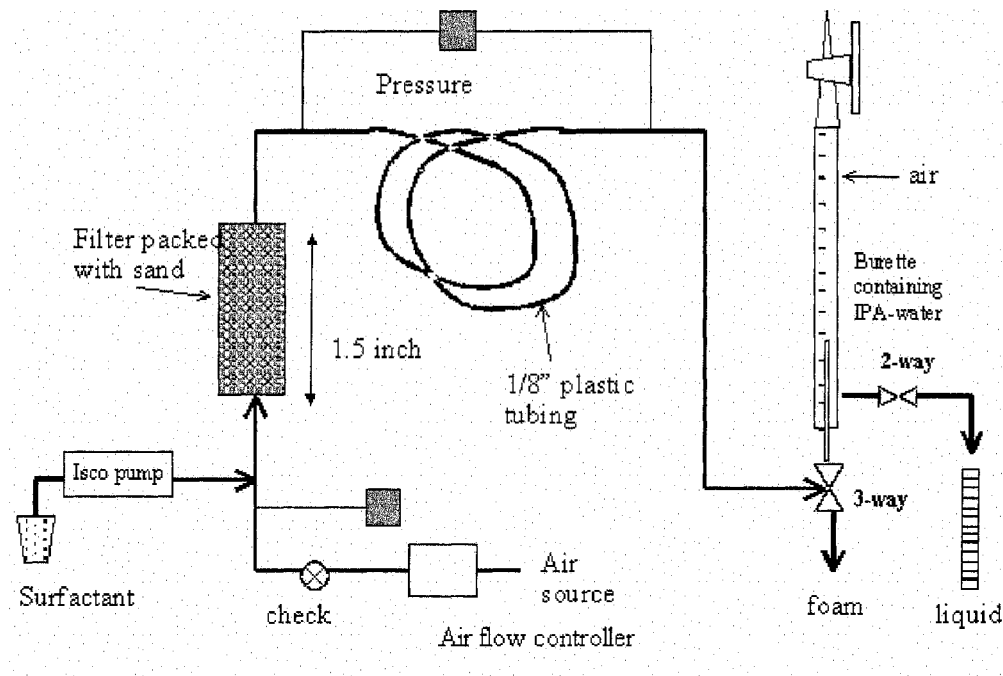 Pressure
air
Filter packed
with sand
Burette
containing
IPA-water
1.5 inch
2-way
1/8” plastic
tubing
Isco pump
3-way
Surfactant
check
Air
source
foam
liquid
Air flow controller